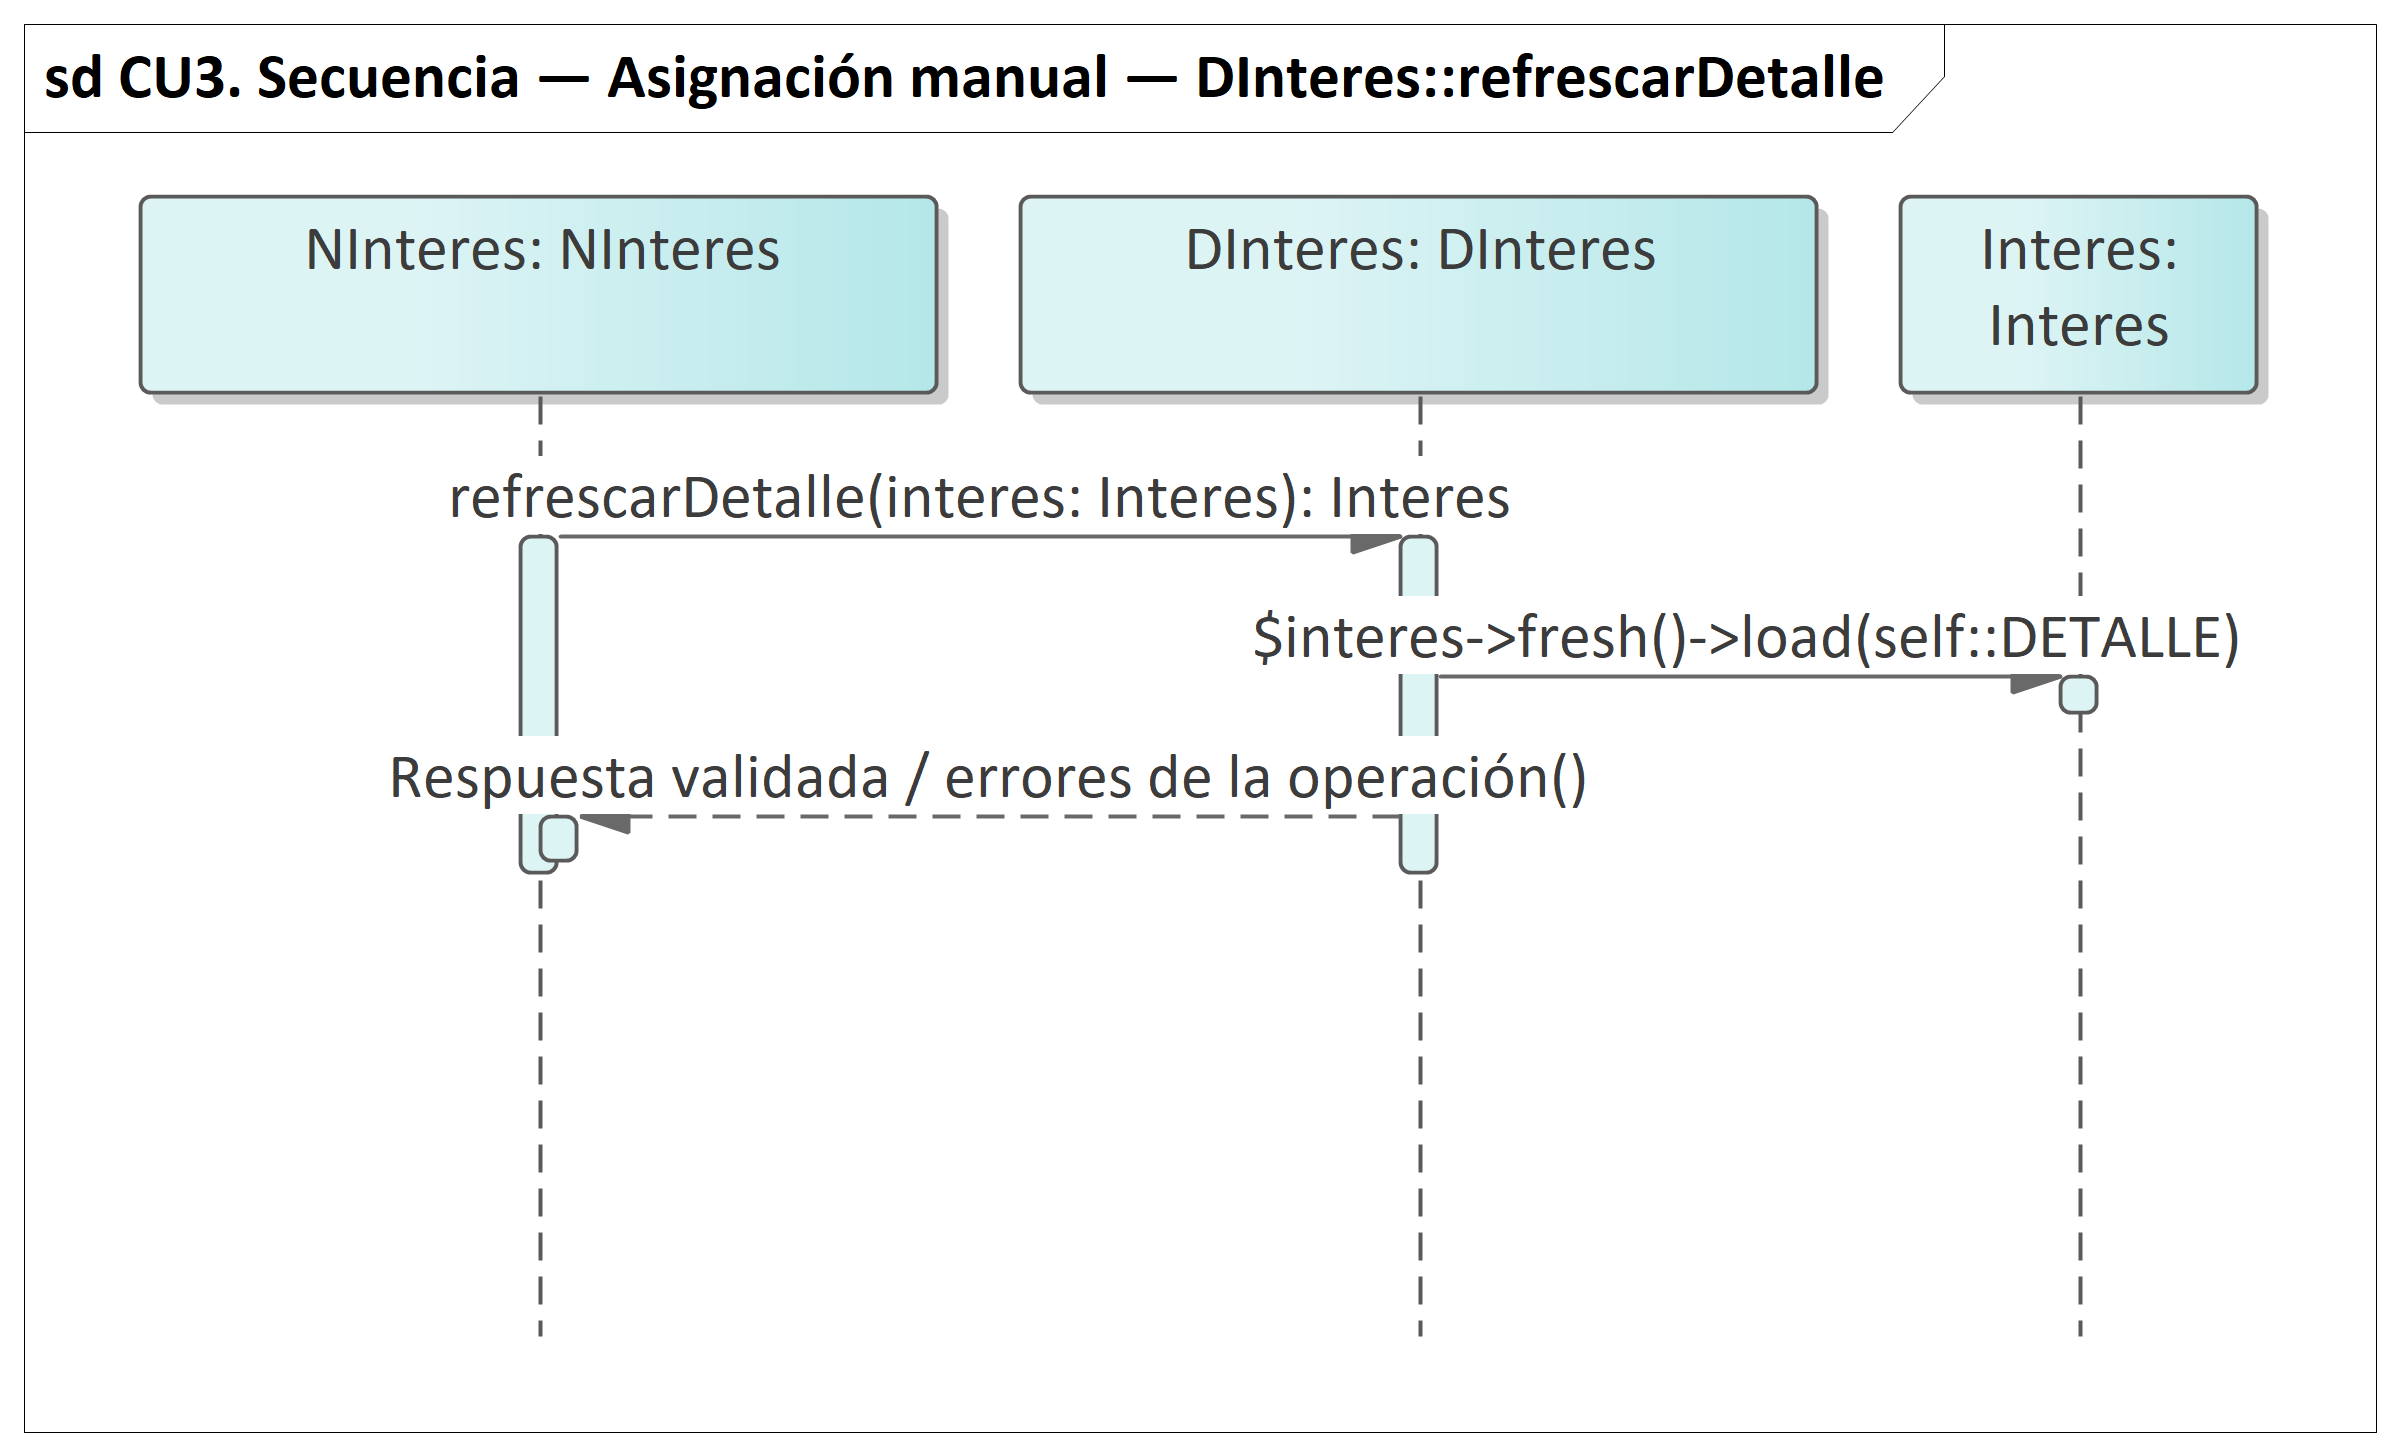 sd CU3. Secuencia — Asignación manual — DInteres::refrescarDetalle
NInteres: NInteres
DInteres: DInteres
Interes:
Interes
refrescarDetalle(interes: Interes): Interes
$interes->fresh()->load(self::DETALLE)
Respuesta validada / errores de la operación()